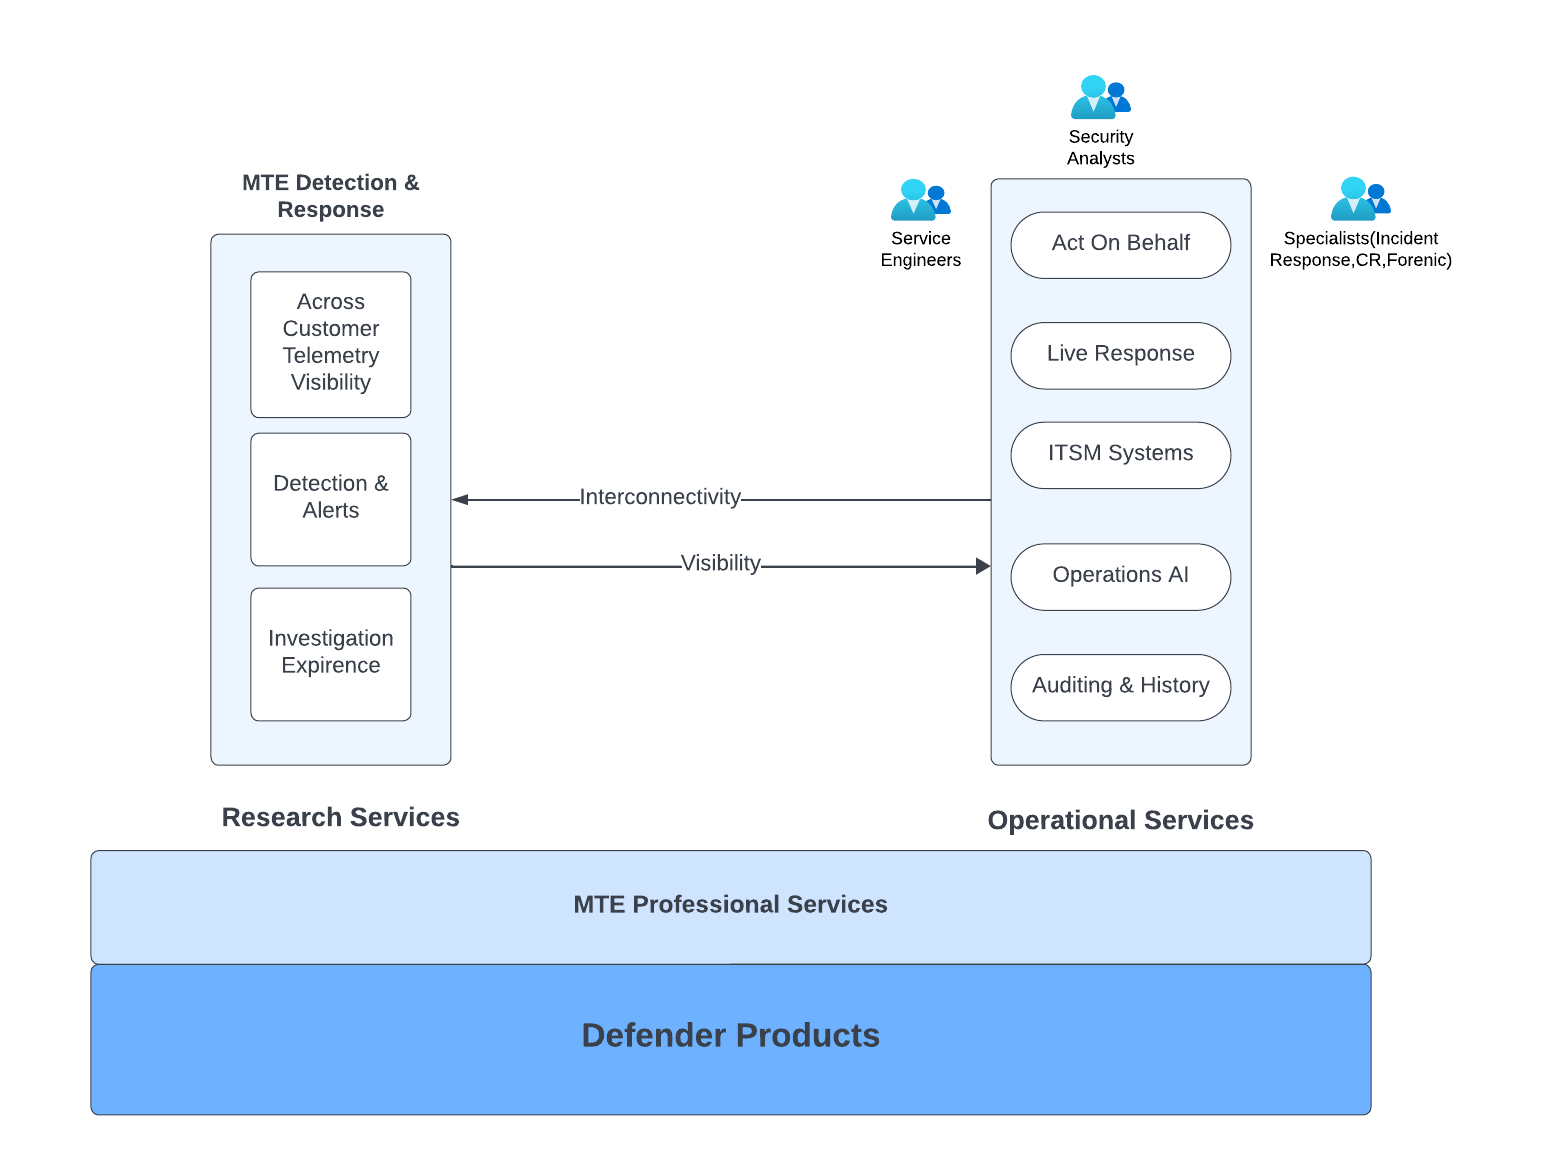 Security
Analysts
MTE Detection &
Response
Service
Engineers
Specialists(Incident
Response,CR,Forenic)
Across
Customer
Telemetry
Visibility
Detection &
Alerts
Investigation
Expirence
Interconnectivity
Visibility
Act On Behalf
Live Response
ITSM Systems
Operations AI
Auditing & History
Research Services
Operational Services
MTE Professional Services
Defender Products